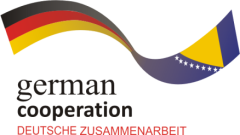 german
cooperation
DEUTSCHE ZUSAMMENARBEIT